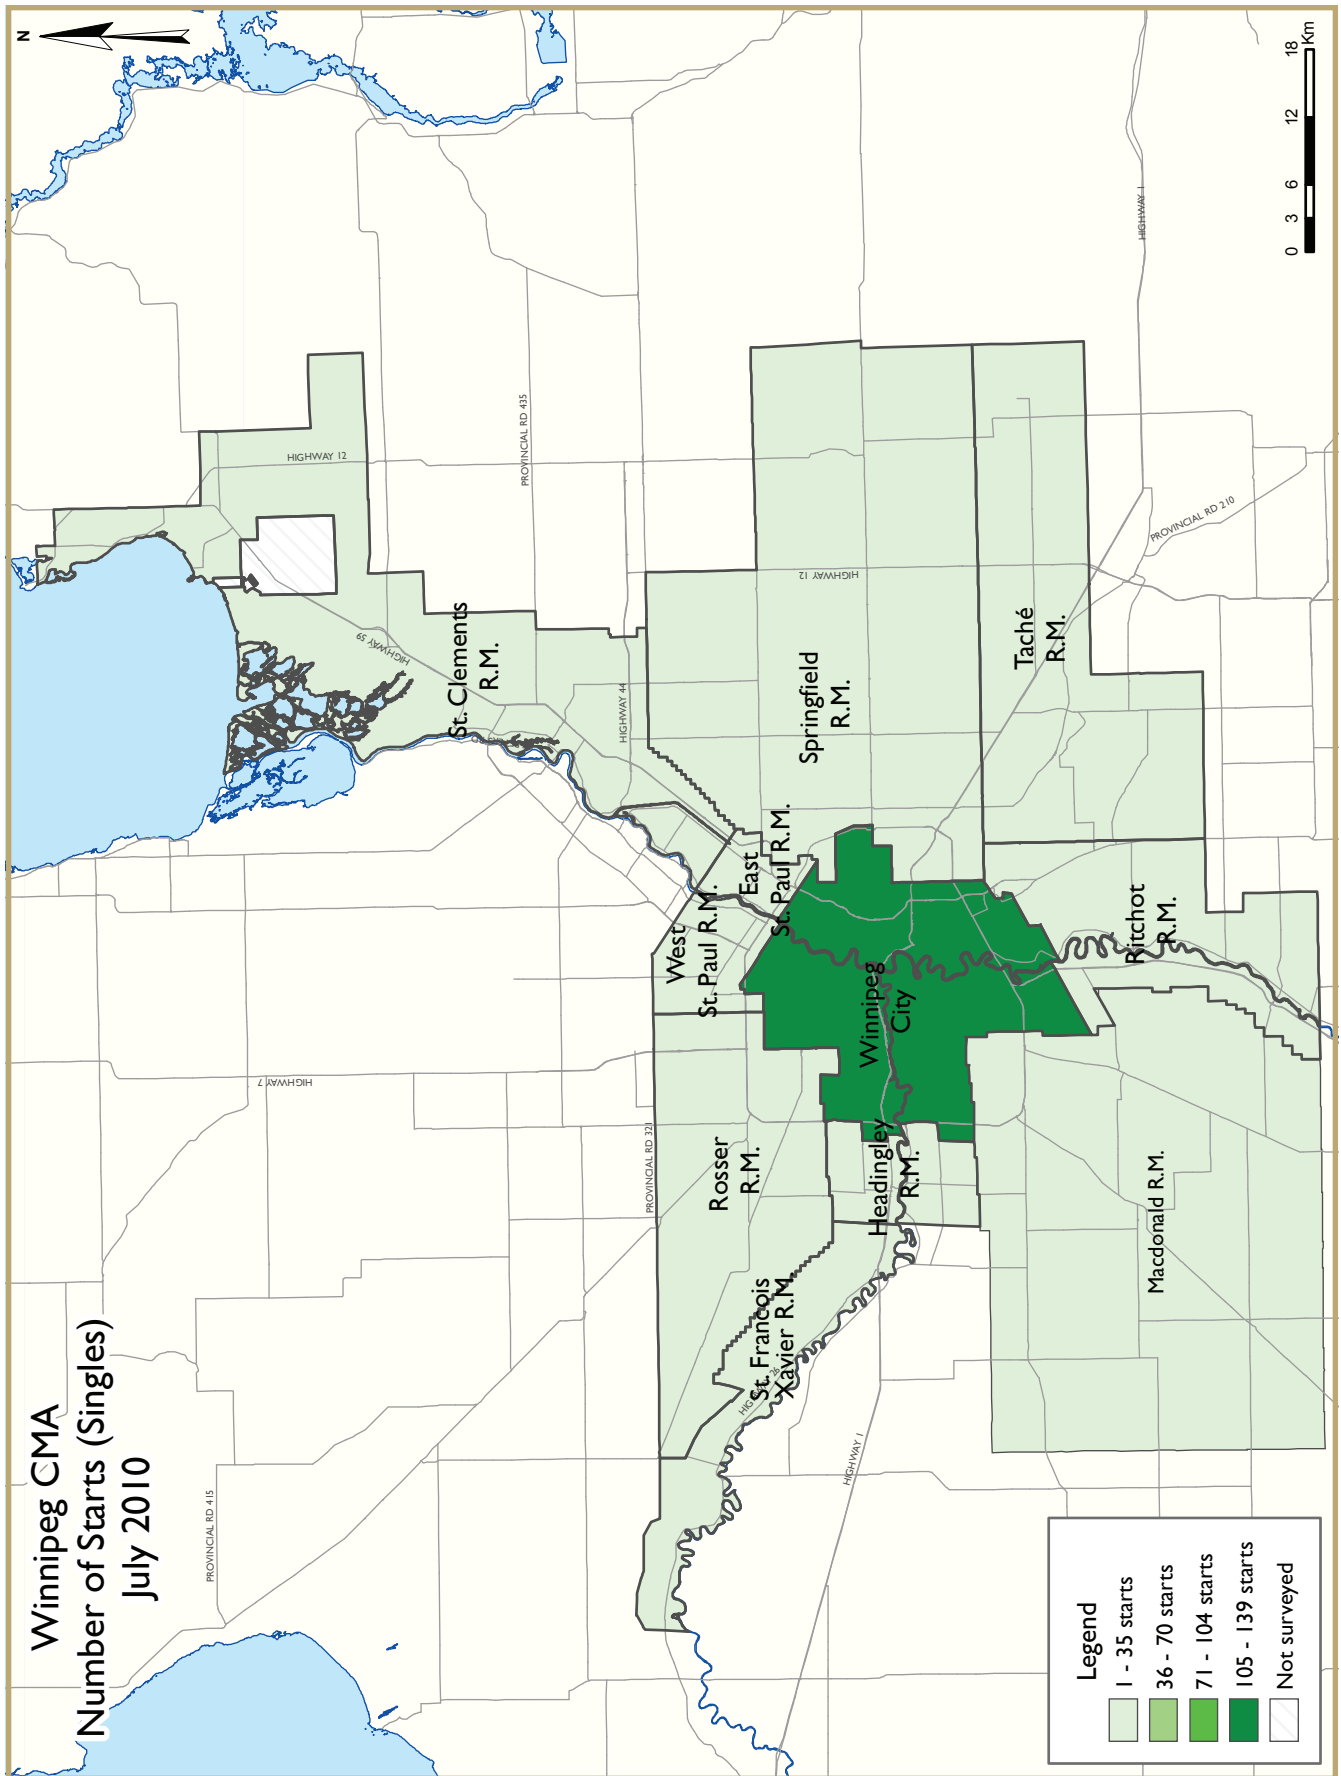 Winnipeg CMA
Number of Starts (Singles)
July 2010
N
HIGHWAY 12
PROVINCIAL RD 435
HIGHWAY 59
St. Clements
R.M.
HIGHWAY 44
HIGHWAY 7
PROVINCIAL RD 415
PROVINCIAL RD 321
West
St. Paul R.M.
East
St. Paul R.M.
Springfield
R.M.
HIGHWAY 12
HIGHWAY 1
PROVINCIAL RD 210
Taché
R.M.
Rosser
R.M.
Winnipeg
City
Headingley
R.M.
St. Francois
Xavier R.M.
HIGHWAY 26
HIGHWAY 1
Ritchot
R.M.
Macdonald R.M.
Legend
1 - 35 starts
36 - 70 starts
71 - 104 starts
105 - 139 starts
Not surveyed
0 3 6 12 18
Km